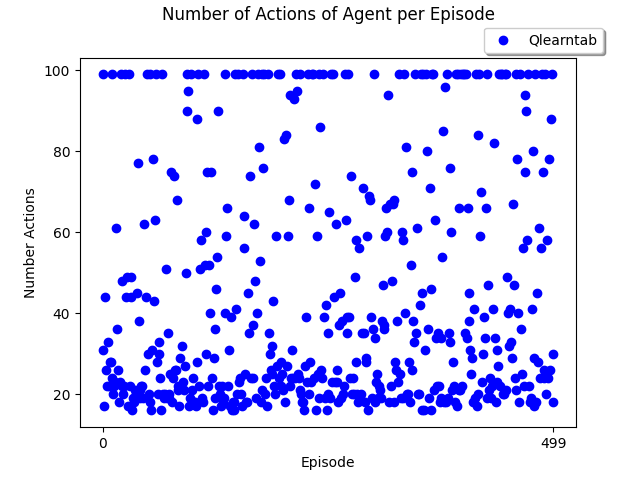 Number of Actions of Agent per Episode
Qlearntab
100
80
60
40
20
Number Actions
0
499
Episode